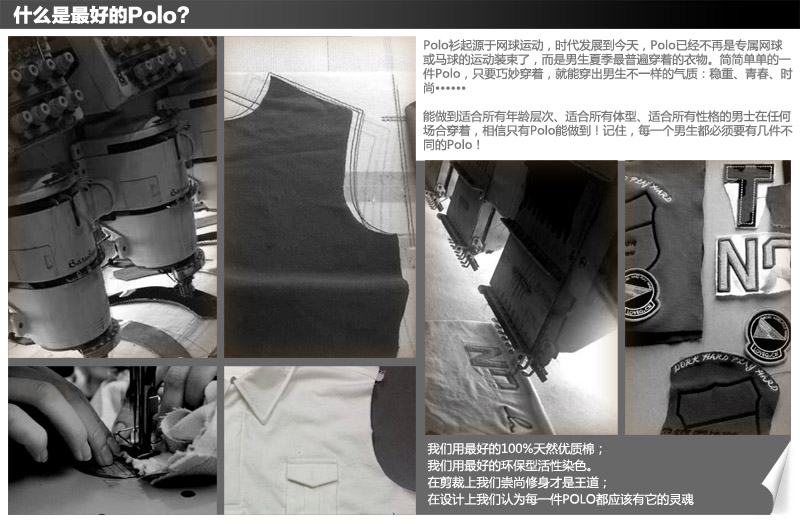 什么是最好的Polo？
Polo衫起源于网球运动，时代发展到今天，Polo已经不再是专属网球
或马球的运动装束了，而是男生夏季最普遍穿着的衣物。简简单单的一
件Polo，只要巧妙穿着，就能穿出男生不一样的气质：稳重、青春、时
尚••••••
能做到适合所有年龄层次、适合所有体型、适合所有性格的男士在任何
场合穿着，相信只有Polo能做到！记住，每一个男生都必须要有几件不
同的Polo！
PLAY HARD
T
N
WORK HARD PLAY HARD
我们用最好的100%天然优质棉；
我们用最好的环保型活性染色。
在剪裁上我们崇尚修身才是王道；
在设计上我们认为每一件POLO都应该有它的灵魂